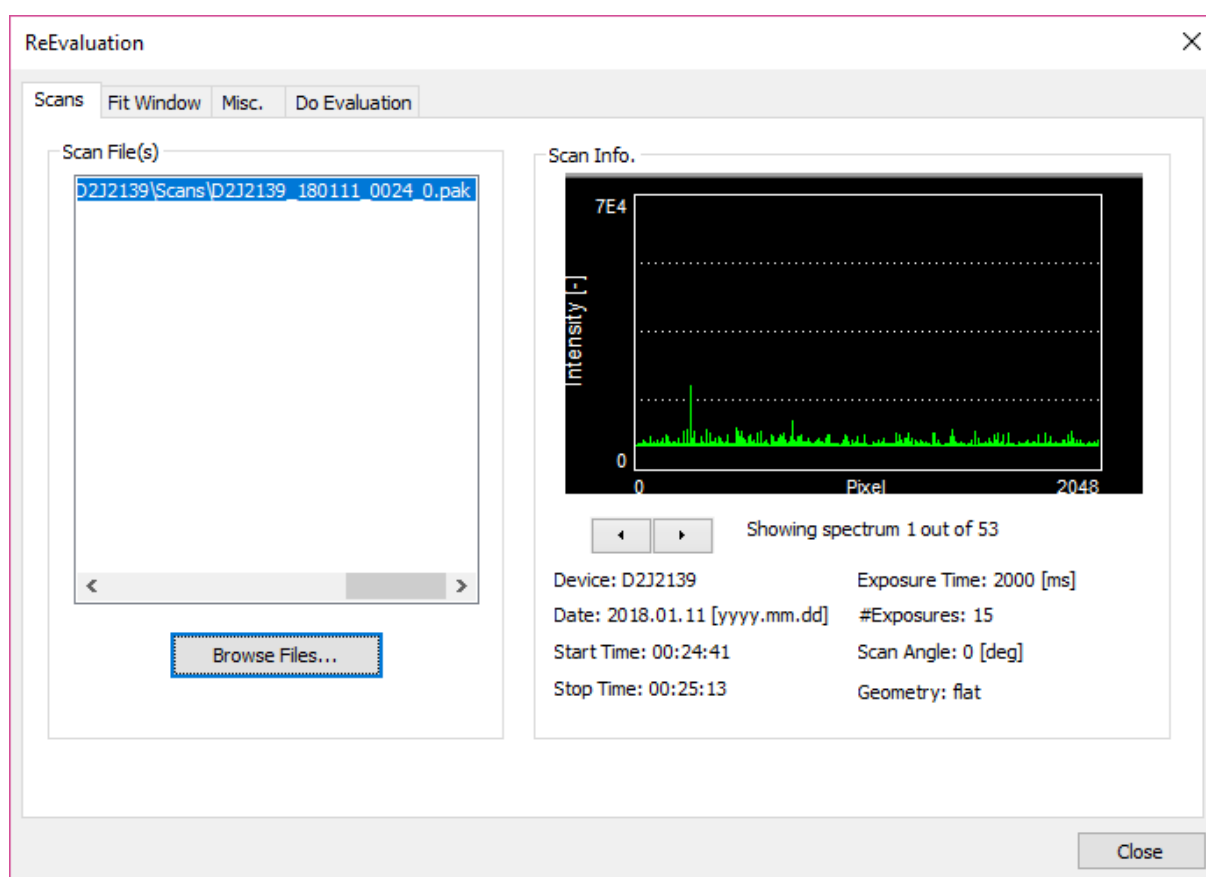 ReEvaluation
Scans Fit Window Misc. Do Evaluation
Scan File(s)
D2J2139\Scans\D2J2139_180111_0024_0.pak
Browse Files...
Scan Info.
7E4
Intensity [-]
0
0 Pixel 2048
Showing spectrum 1 out of 53
Device: D2J2139 Exposure Time: 2000 [ms]
Date: 2018.01.11 [yyyy.mm.dd] #Exposures: 15
Start Time: 00:24:41 Scan Angle: 0 [deg]
Stop Time: 00:25:13 Geometry: flat
Close